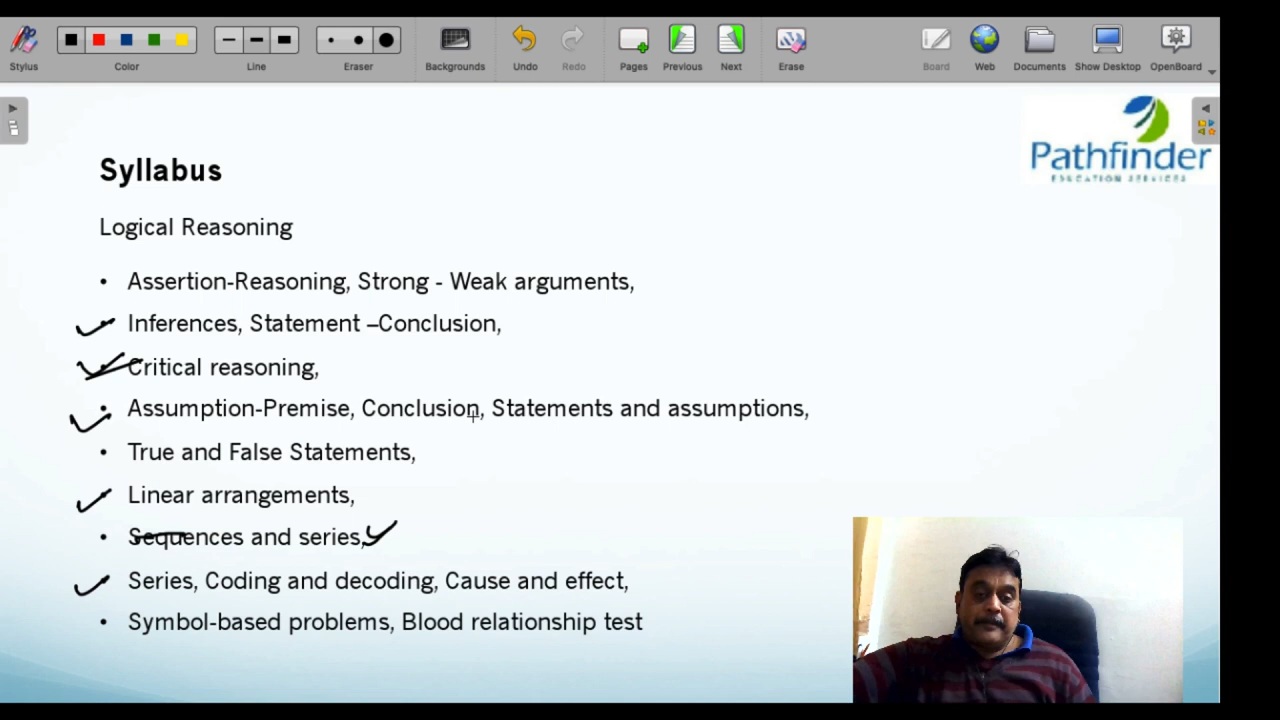 Stylus
Color
Line
Eraser
Backgrounds
Undo
Redo
Pages
Previous
Next
Erase
Board
Web
Documents
Show Desktop
OpenBoard
Pathfinder
EDUCATION SERVICES
Syllabus
Logical Reasoning
• Assertion-Reasoning, Strong - Weak arguments,
• Inferences, Statement –Conclusion,
• Critical reasoning,
• Assumption-Premise, Conclusion, Statements and assumptions,
• True and False Statements,
• Linear arrangements,
• Sequences and series,
• Series, Coding and decoding, Cause and effect,
• Symbol-based problems, Blood relationship test